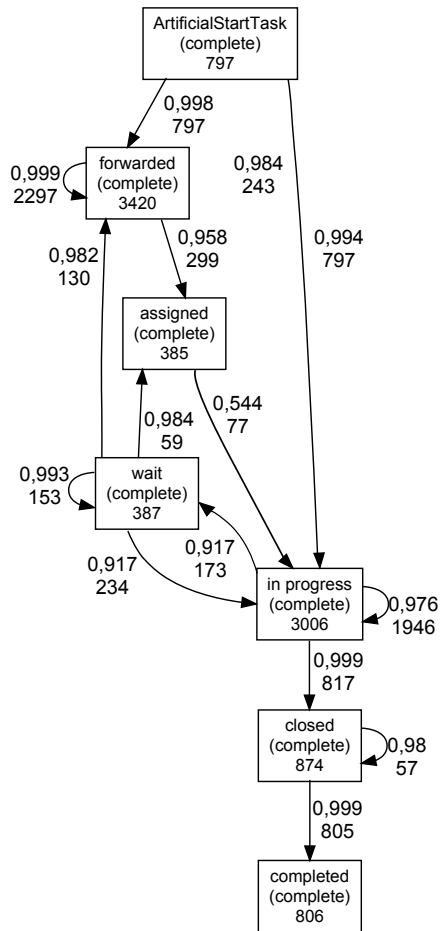 ArtificialStartTask
(complete)
797
0,998
797
0,984
243
0,994
797
forwarded
(complete)
3420
0,999
2297
0,982
130
0,958
299
assigned
(complete)
385
0,984
59
0,544
77
wait
(complete)
387
0,993
153
0,917
234
0,917
173
in progress
(complete)
3006
0,976
1946
0,999
817
closed
(complete)
874
0,98
57
0,999
805
completed
(complete)
806